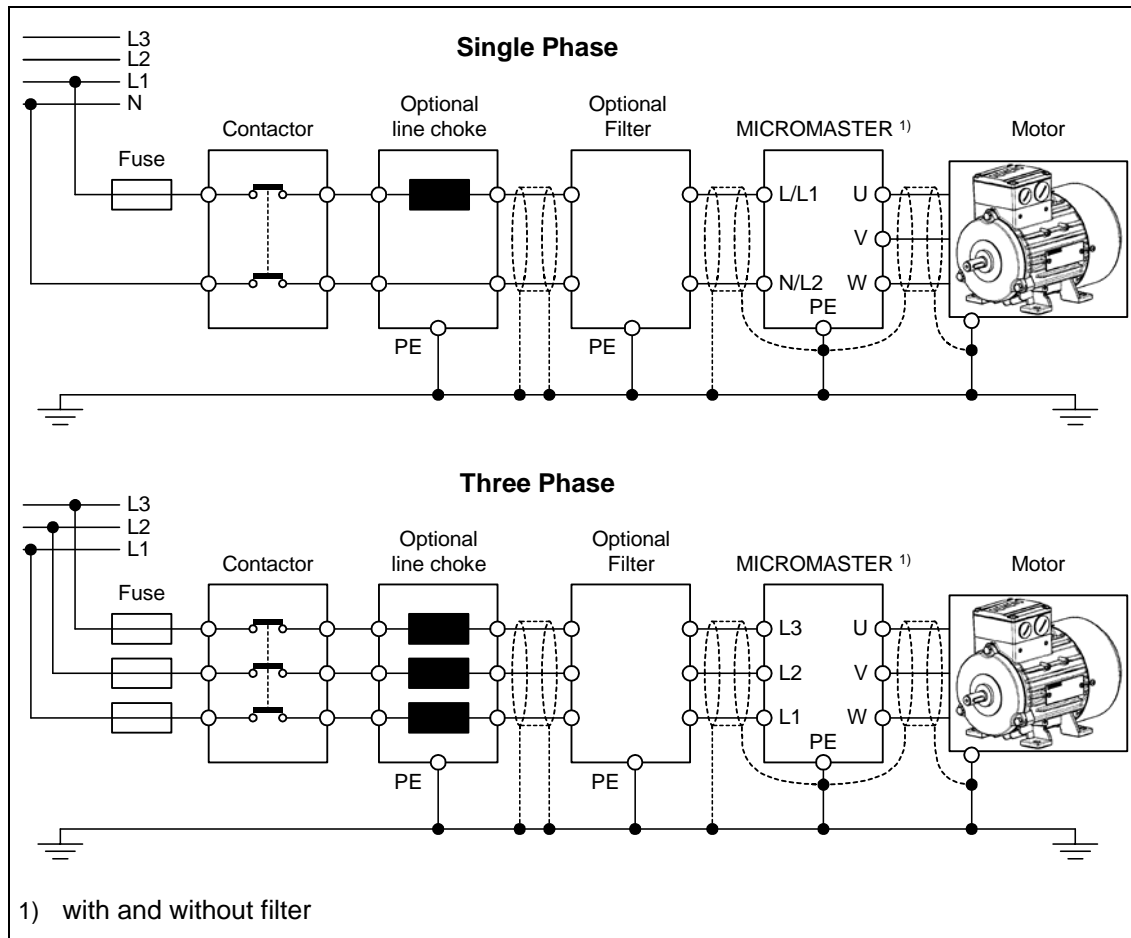 Single Phase
L3
L2
L1
N
Fuse
Contactor
Optional
line choke
Optional
Filter
MICROMASTER 1)
Motor
L/L1
U
V
N/L2
W
PE
PE
PE
Three Phase
L3
L2
L1
Fuse
Contactor
Optional
line choke
Optional
Filter
MICROMASTER 1)
Motor
L3
U
L2
V
L1
W
PE
PE
PE
1) with and without filter